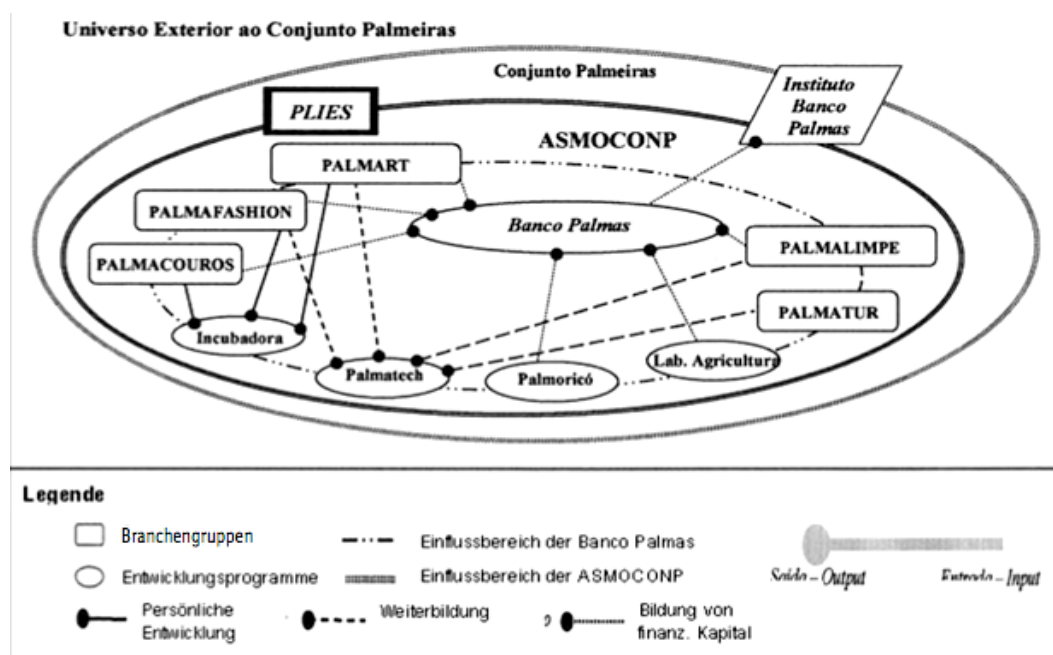 Universo Exterior ao Conjunto Palmeiras
Conjunto Palmeiras
Instituto
Banco
Palmas
PLIES
ASMOCONP
PALMART
PALMAFASHION
Banco Palmas
PALMACOUROS
PALMALIMPE
PALMATUR
Incubadora
Palmatech
Palmoricó
Lab. Agricultura
Legende
Branchengruppen
Einflussbereich der Banco Palmas
Entwicklungsprogramme
Einflussbereich der ASMOCONP
Saída – Output
Entrada – Input
Persönliche
Entwicklung
Weiterbildung
Bildung von
finanz. Kapital